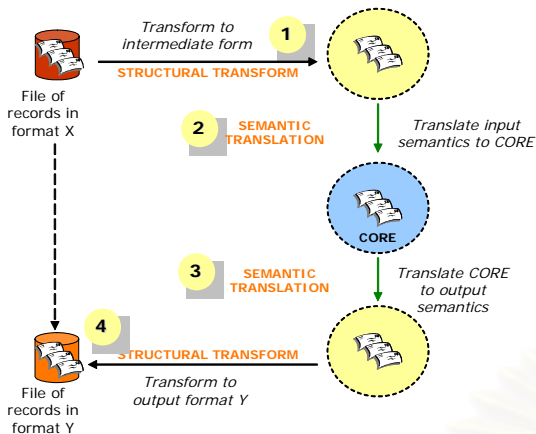 Transform to
intermediate form
1
STRUCTURAL TRANSFORM
File of
records in
format X
2
SEMANTIC
TRANSLATION
Translate input
semantics to CORE
CORE
3
SEMANTIC
TRANSLATION
Translate CORE
to output
semantics
4
STRUCTURAL TRANSFORM
Transform to
output format Y
File of
records in
format Y